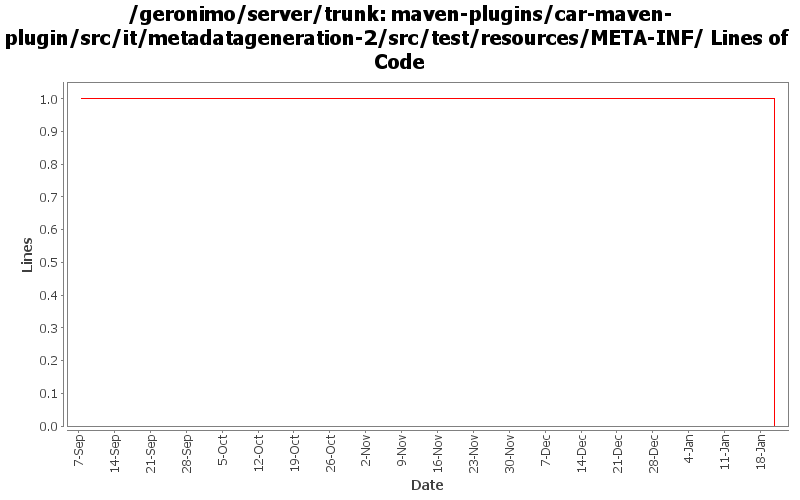 /geronimo/server/trunk: maven-plugins/car-maven-
plugin/src/it/metadatageneration-2/src/test/resources/META-INF/ Lines of
Code
Lines
1.0
0.9
0.8
0.7
0.6
0.5
0.4
0.3
0.2
0.1
0.0
7-Sep
14-Sep
21-Sep
28-Sep
5-Oct
12-Oct
19-Oct
26-Oct
2-Nov
9-Nov
16-Nov
23-Nov
30-Nov
7-Dec
14-Dec
21-Dec
28-Dec
4-Jan
11-Jan
18-Jan
Date